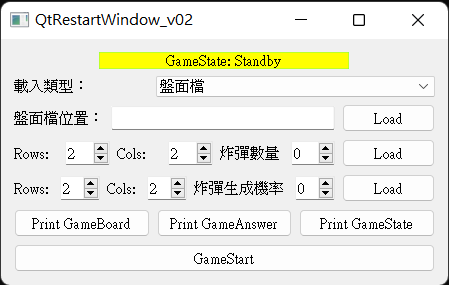 QtRestartWindow_v02
GameState: Standby
載入類型： 盤面檔
盤面檔位置： Load
Rows: 2 Cols: 2 炸彈數量 0 Load
Rows: 2 Cols: 2 炸彈生成機率 0 Load
Print GameBoard Print GameAnswer Print GameState
GameStart